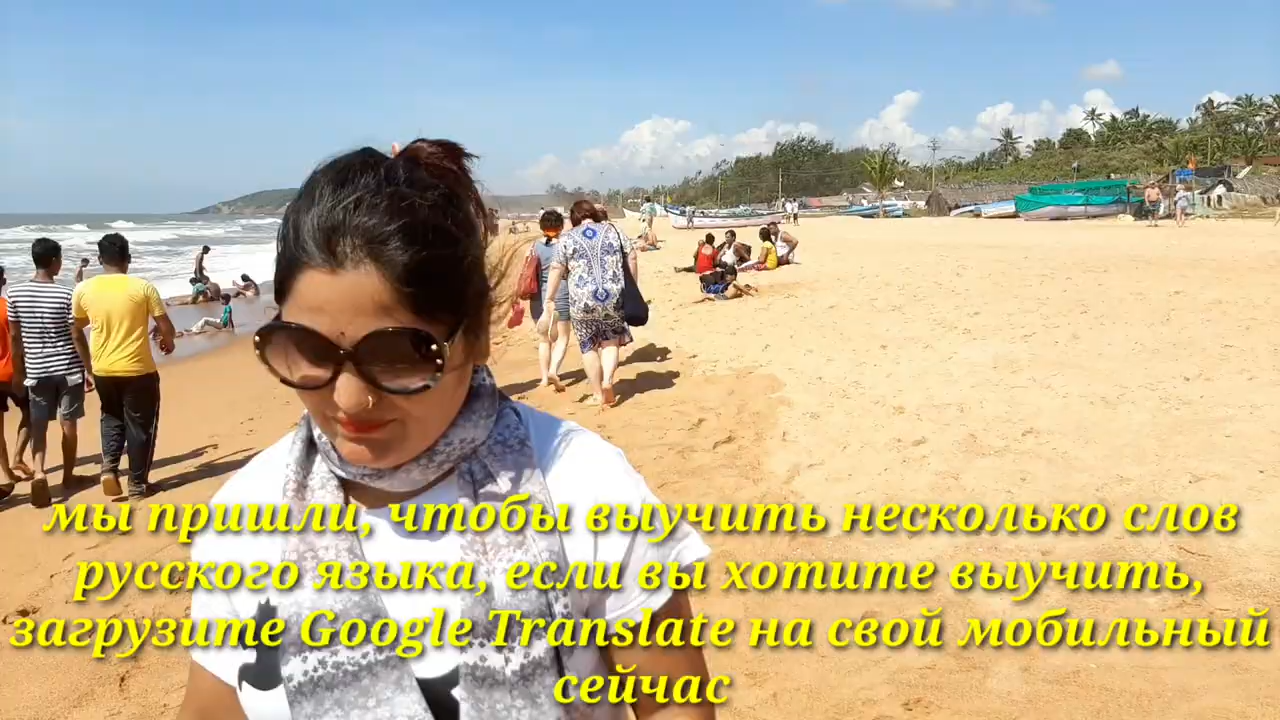 мы пришли, чтобы выучить несколько слов
русского языка, если вы хотите выучить,
загрузите Google Translate на свой мобильный
сейчас